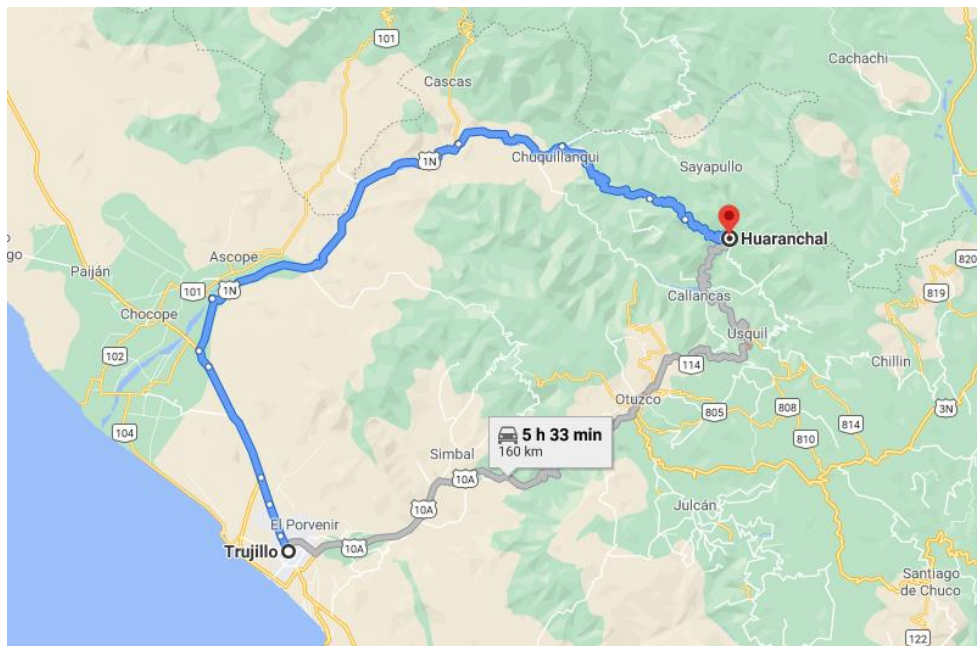 101
Cachachi
Cascas
1N
Chuquillanqui
Sayapullo
Huaranchal
Ascope
820
go
Paiján
101
1N
819
Callancas
Chocope
Usquil
102
114
Chillin
Otuzco
805
808
3N
814
104
5 h 33 min
160 km
810
Simbal
10A
Julcán
10A
El Porvenir
Trujillo
10A
Santiago
de Chuco
122